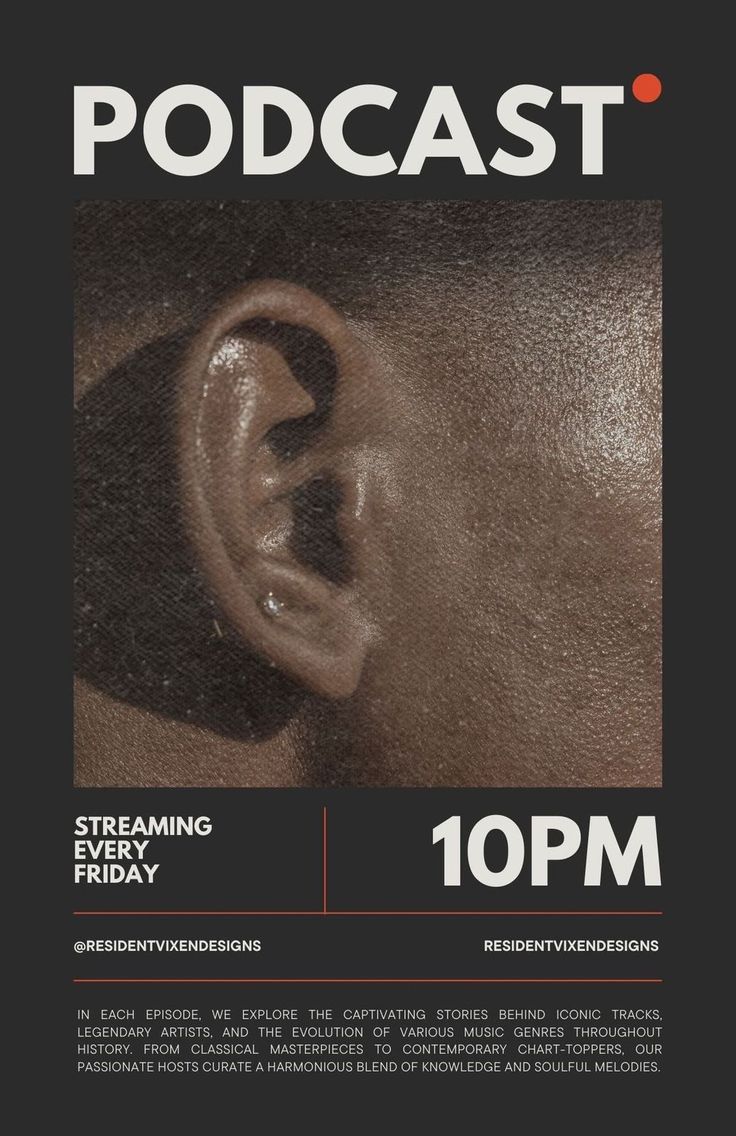 PODCAST
STREAMING
EVERY
FRIDAY
10PM
@RESIDENTVIXENDESIGNS
RESIDENTVIXENDESIGNS
IN EACH EPISODE, WE EXPLORE THE CAPTIVATING STORIES BEHIND ICONIC TRACKS,
LEGENDARY ARTISTS, AND THE EVOLUTION OF VARIOUS MUSIC GENRES THROUGHOUT
HISTORY. FROM CLASSICAL MASTERPIECES TO CONTEMPORARY CHART-TOPPERS, OUR
PASSIONATE HOSTS CURATE A HARMONIOUS BLEND OF KNOWLEDGE AND SOULFUL MELODIES.